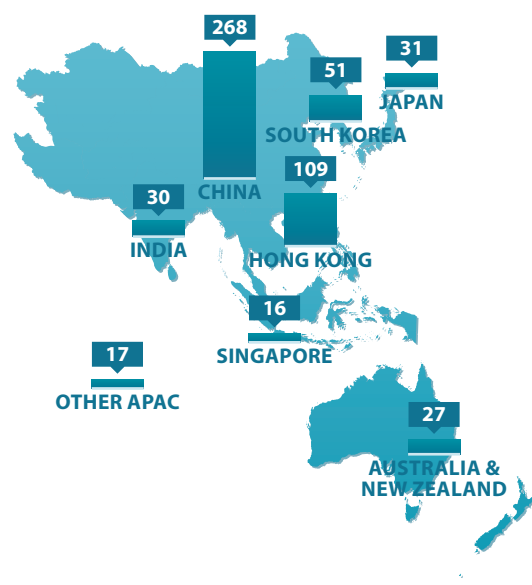 268
CHINA
51
SOUTH KOREA
31
JAPAN
109
HONG KONG
30
INDIA
16
SINGAPORE
17
OTHER APAC
27
AUSTRALIA &
NEW ZEALAND